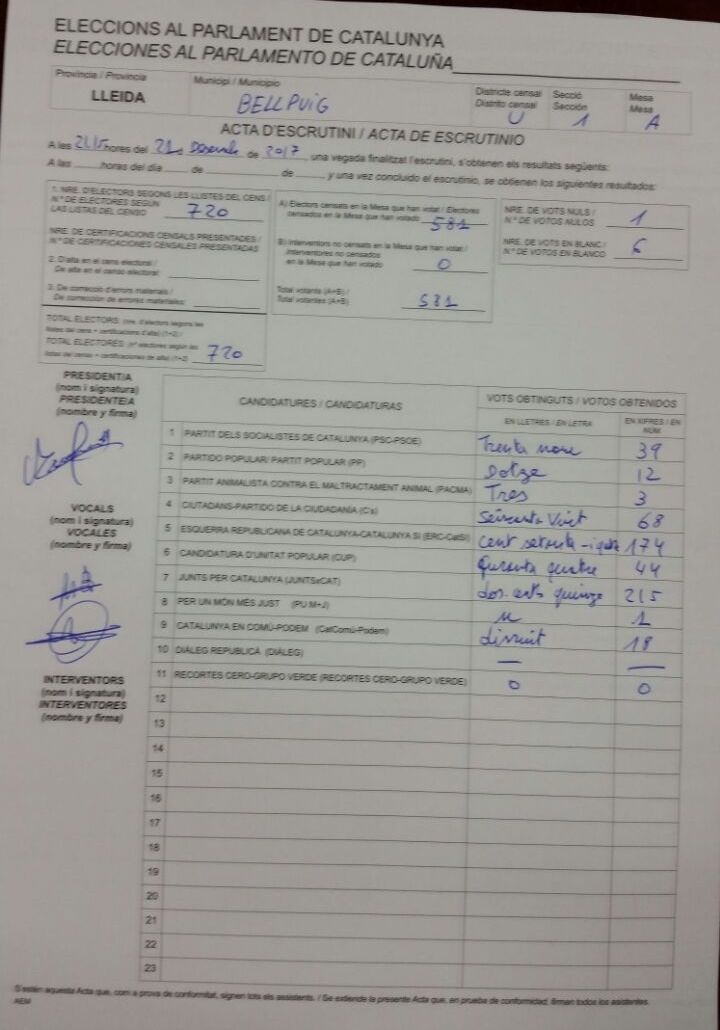 ELECCIONS AL PARLAMENT DE CATALUNYA
ELECCIONES AL PARLAMENTO DE CATALUÑA
Província / Provincia
LLEIDA
Municipi / Municipio
BELLPUIG
Districte censal
Distrito censal
U
Secció
Sección
1
Mesa
Mesa
A
ACTA D'ESCRUTINI / ACTA DE ESCRUTINIO
A les hores del 21 de de 2017 una vegada finalitzat l'escrutini, s'obtenen els resultats següents:
A las horas del día de de y una vez concluido el escrutinio, se obtienen los siguientes resultados:
1. NRE. D'ELECTORS SEGONS LES LLISTES DEL CENS /
N.º DE ELECTORES SEGÚN
LAS LISTAS DEL CENSO 720
NRE. DE CERTIFICACIONS CENSALS PRESENTADES /
N.º DE CERTIFICACIONES CENSALES PRESENTADAS
2. D'alta en el cens electoral /
De alta en el censo electoral:
3. De correcció d'errors materials /
De corrección de errores materiales:
TOTAL ELECTORS: (nre. d'electors segons les
llistes del cens + certificacions d'alta) (1+2) /
TOTAL ELECTORES: (nº electores según las
listas del censo + certificaciones de alta) (1+2) 720
A) Electors censats en la Mesa que han votat / Electores
censados en la Mesa que han votado 581
B) Interventors no censats en la Mesa que han votat /
Interventores no censados
en la Mesa que han votado 0
Total votants (A+B) /
Total votantes (A+B) 581
NRE. DE VOTS NULS /
N.º DE VOTOS NULOS 1
NRE. DE VOTS EN BLANC /
N.º DE VOTOS EN BLANCO 6
PRESIDENT/A
(nom i signatura)
PRESIDENTE/A
(nombre y firma)
VOCALS
(nom i signatura)
VOCALES
(nombre y firma)
INTERVENTORS
(nom i signatura)
INTERVENTORES
(nombre y firma)
CANDIDATURES / CANDIDATURAS
VOTS OBTINGUTS / VOTOS OBTENIDOS
EN LLETRES / EN LETRA
EN XIFRES / EN NÚM.
1 PARTIT DELS SOCIALISTES DE CATALUNYA (PSC-PSOE) Trenta nou 39
2 PARTIDO POPULAR/ PARTIT POPULAR (PP) Dotze 12
3 PARTIT ANIMALISTA CONTRA EL MALTRACTAMENT ANIMAL (PACMA) Tres 3
4 CIUTADANS-PARTIDO DE LA CIUDADANÍA (C's) 68
5 ESQUERRA REPUBLICANA DE CATALUNYA-CATALUNYA SÍ (ERC-CatSí) cent setanta 174
6 CANDIDATURA D'UNITAT POPULAR (CUP) Quranta quatre 44
7 JUNTS PER CATALUNYA (JUNTSxCAT) dos-cents quinze 215
8 PER UN MÓN MÉS JUST (PUM+J) u 1
9 CATALUNYA EN COMÚ-PODEM (CatComú-Podem) divuit 18
10 DIÀLEG REPUBLICÀ (DIÀLEG) — —
11 RECORTES CERO-GRUPO VERDE (RECORTES CERO-GRUPO VERDE) 0 0
12
13
14
15
16
17
18
19
20
21
22
23
S'estén aquesta Acta que, com a prova de conformitat, signen tots els assistents. / Se extiende la presente Acta que, en prueba de conformidad, firman todos los asistentes.